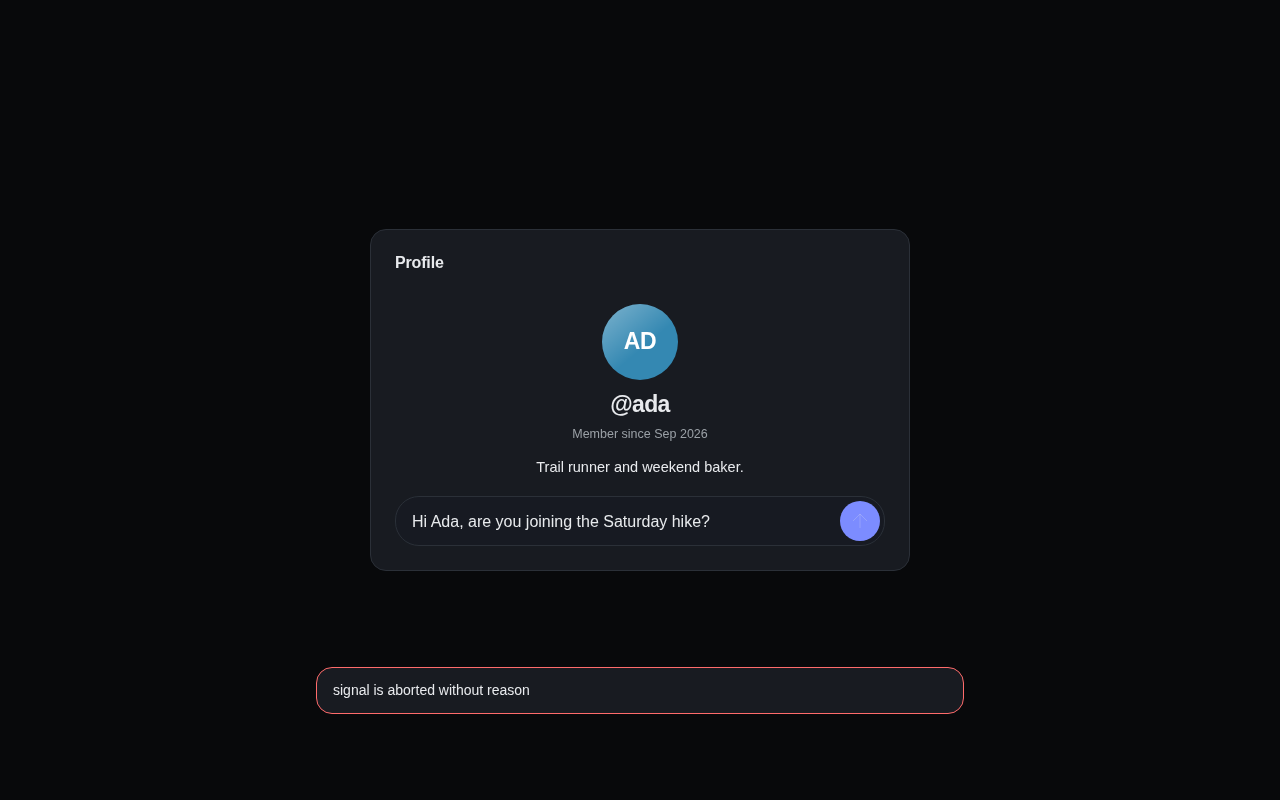 Profile
AD
@ada
Member since Sep 2026
Trail runner and weekend baker.
Hi Ada, are you joining the Saturday hike?
signal is aborted without reason